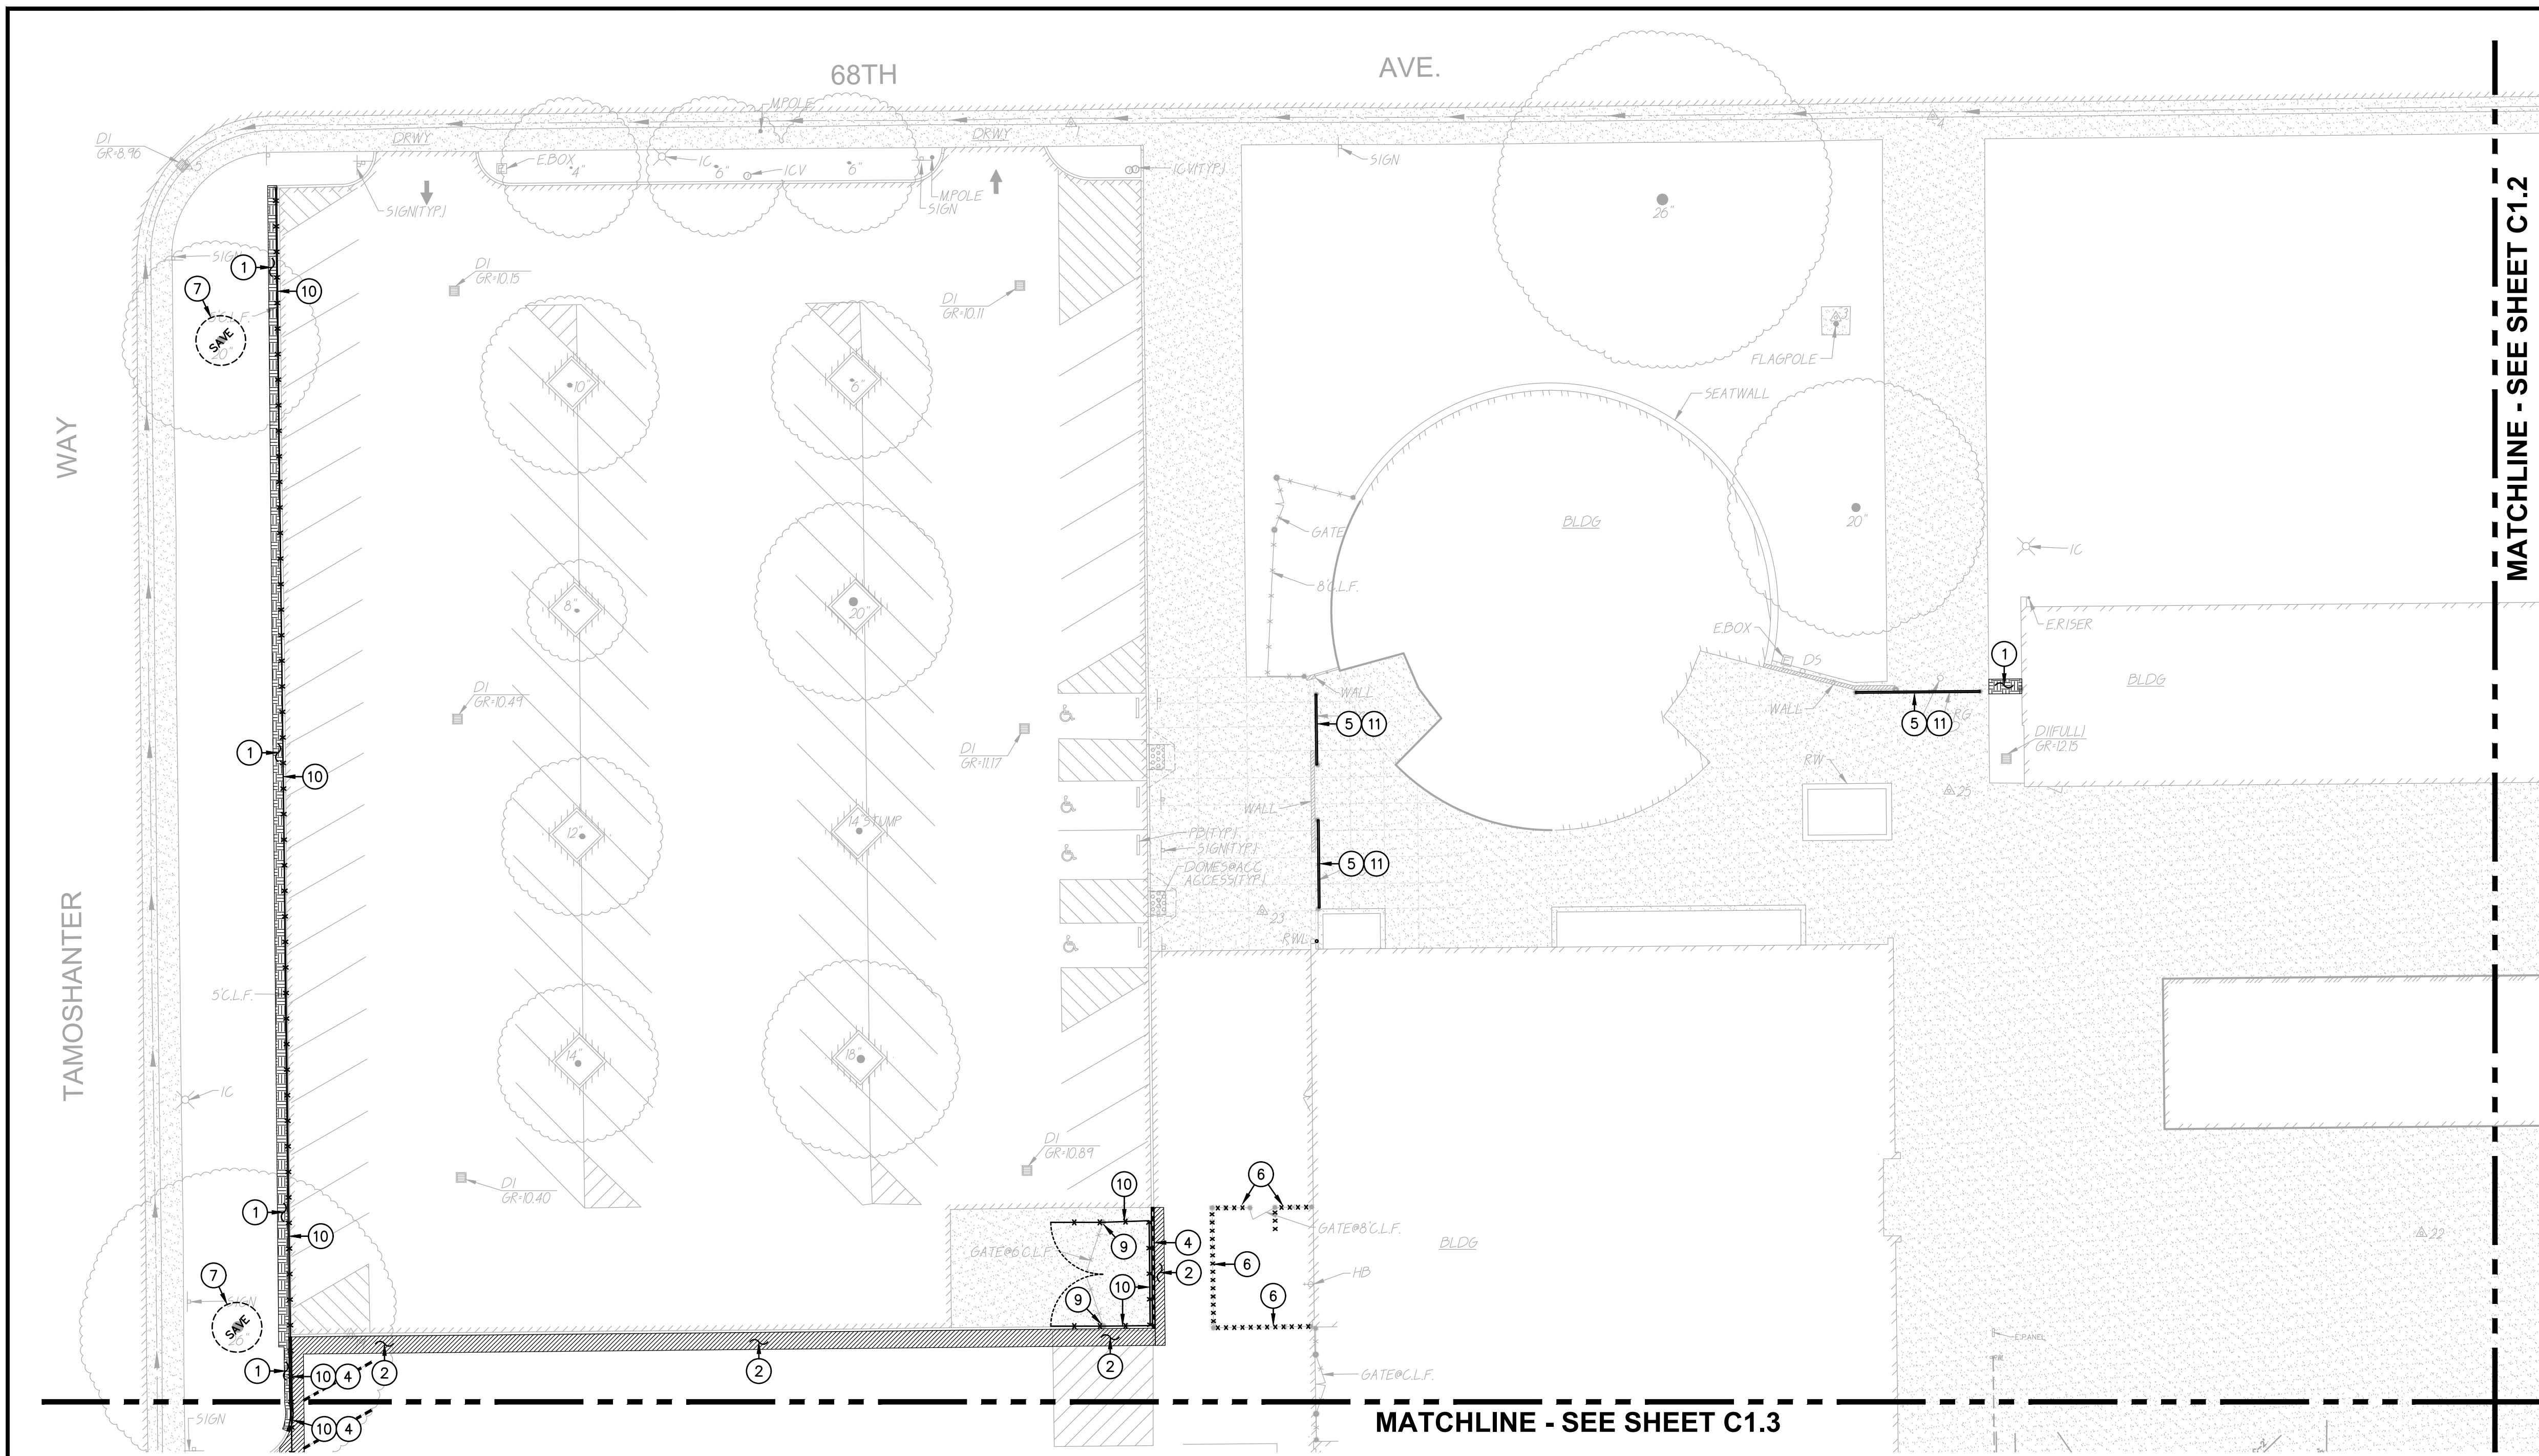 68TH
AVE.
M.POLE
DI
GR=8.96
5
DRWY
DRWY
4
E.BOX
4"
IC
6"
ICV
6"
M.POLE
SIGN
ICV(TYP.)
SIGN
SIGN(TYP.)
26"
SIGN
1
7
10
5'C.L.F.
SAVE
20"
DI
GR=10.15
DI
GR=10.11
3
FLAGPOLE
MATCHLINE - SEE SHEET C1.2
SEATWALL
10"
6"
WAY
GATE
BLDG
20"
IC
8'C.L.F.
8"
20"
E.BOX
DS
E.RISER
1
BLDG
WALL
DI
GR=10.49
WALL
5
11
5
11
DI(FULL)
GR=12.15
1
10
DI
GR=11.17
RW
25
WALL
12"
14"STUMP
PB(TYP.)
SIGN(TYP.)
DOMES@ACC
ACCESS(TYP.)
5
11
23
RWL
TAMOSHANTER
5'C.L.F.
14"
18"
IC
DI
GR=10.89
DI
GR=10.40
10
6
1
10
GATE@6'C.L.F.
9
4
2
10
9
GATE@8'C.L.F.
6
BLDG
22
HB
6
7
SIGN
SAVE
E.PANEL
1
10
4
2
2
2
GATE@C.L.F.
10
4
SIGN
MATCHLINE - SEE SHEET C1.3